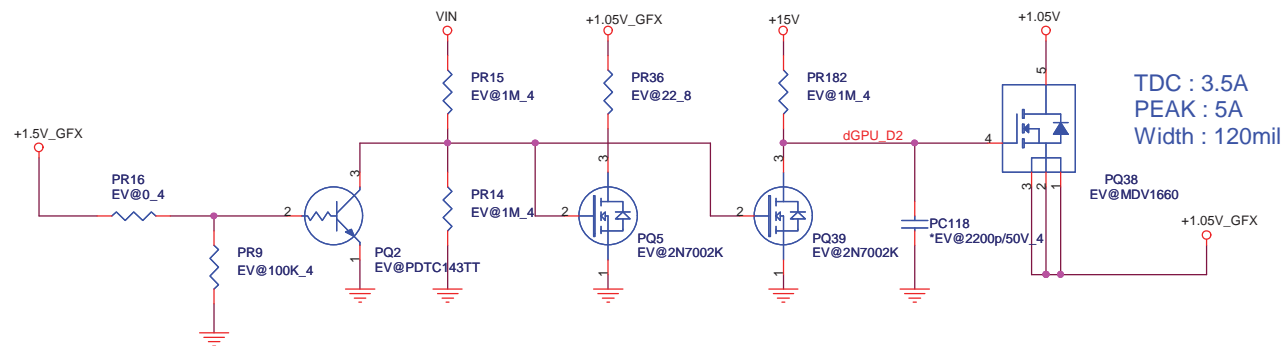 VIN
+1.05V_GFX
+15V
+1.05V
5
PR15
EV@1M_4
PR36
EV@22_8
PR182
EV@1M_4
TDC : 3.5A
PEAK : 5A
Width : 120mil
+1.5V_GFX
dGPU_D2
4
PR16
EV@0_4
3
3
3
3
2
1
PQ38
EV@MDV1660
2
PR14
EV@1M_4
2
2
PC118
*EV@2200p/50V_4
+1.05V_GFX
PR9
EV@100K_4
1
PQ2
EV@PDTC143TT
PQ5
EV@2N7002K
1
PQ39
EV@2N7002K
1